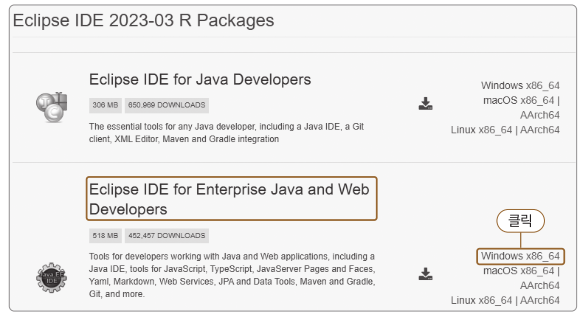 Eclipse IDE 2023-03 R Packages
Eclipse IDE for Java Developers
306 MB 650,969 DOWNLOADS
The essential tools for any Java developer, including a Java IDE, a Git
client, XML Editor, Maven and Gradle integration
Windows x86_64
macOS x86_64 |
AArch64
Linux x86_64 | AArch64
Eclipse IDE for Enterprise Java and Web
Developers
518 MB 452,457 DOWNLOADS
Tools for developers working with Java and Web applications, including a
Java IDE, tools for JavaScript, TypeScript, JavaServer Pages and Faces,
Yaml, Markdown, Web Services, JPA and Data Tools, Maven and Gradle,
Git, and more.
클릭
Windows x86_64
macOS x86_64 |
AArch64
Linux x86_64 | AArch64